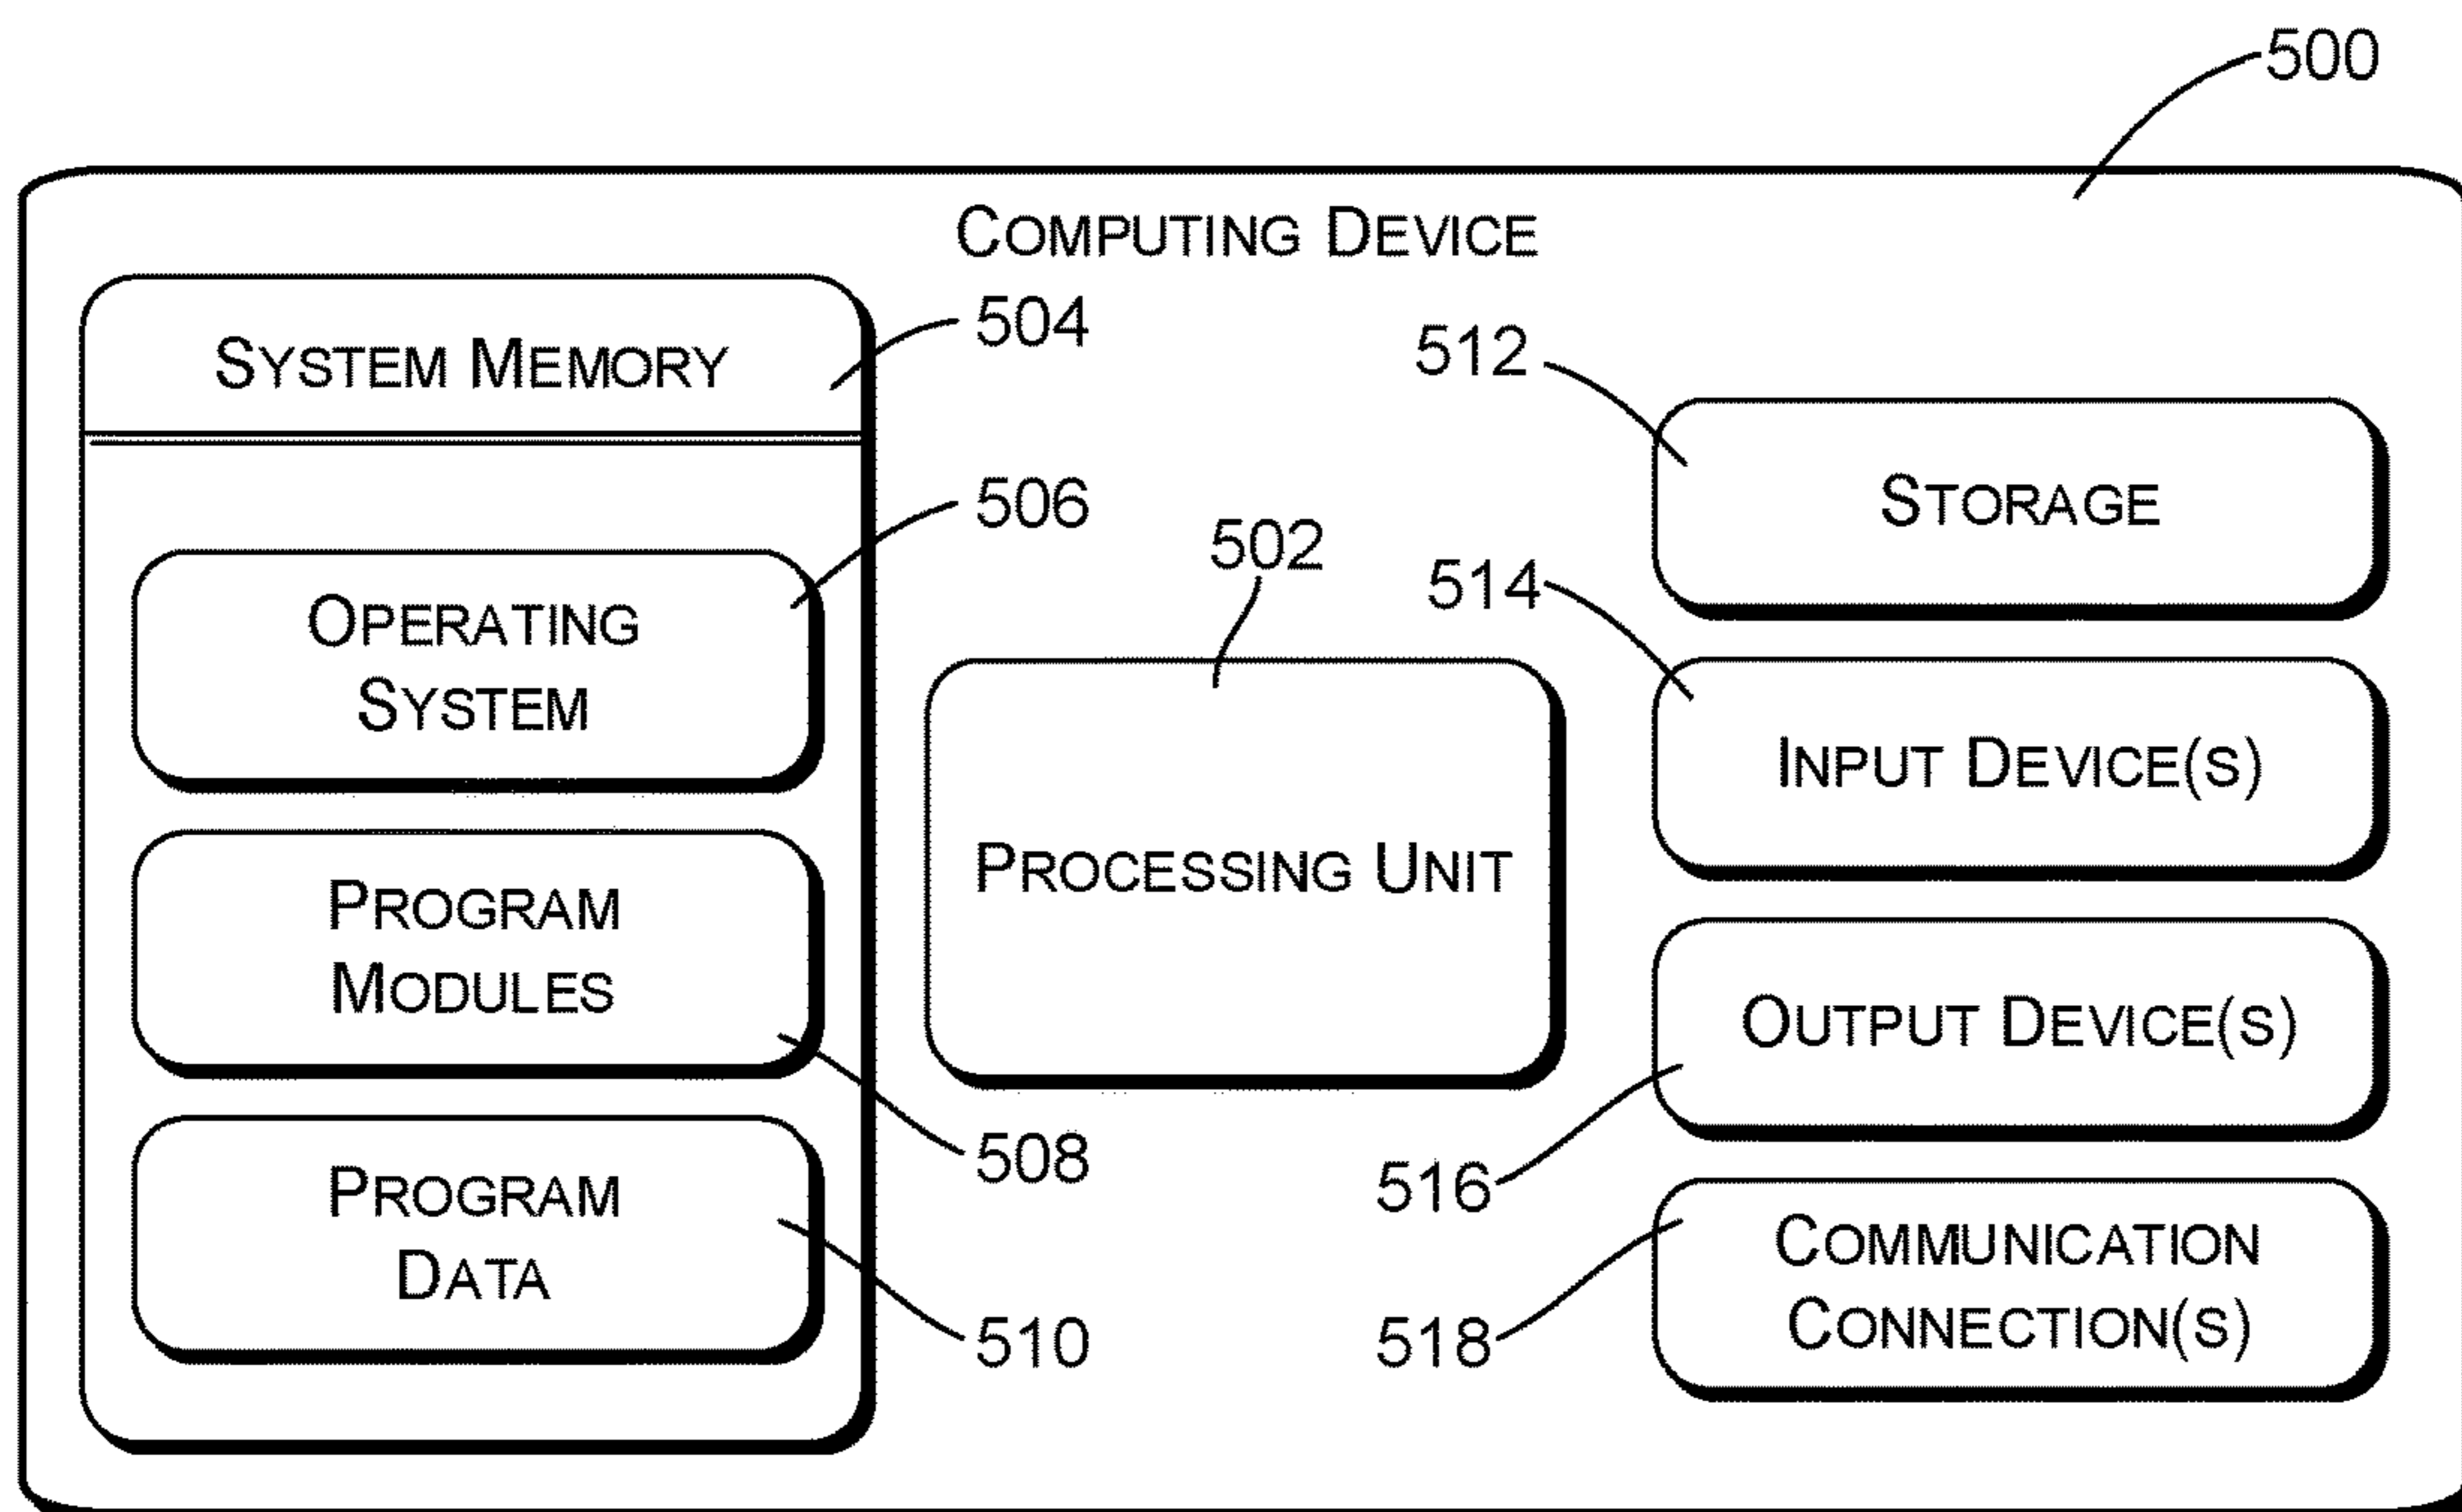 500
COMPUTING DEVICE
SYSTEM MEMORY
504
506
OPERATING
SYSTEM
PROGRAM
MODULES
508
PROGRAM
DATA
510
502
PROCESSING UNIT
512
STORAGE
514
INPUT DEVICE(S)
OUTPUT DEVICE(S)
516
COMMUNICATION
CONNECTION(S)
518